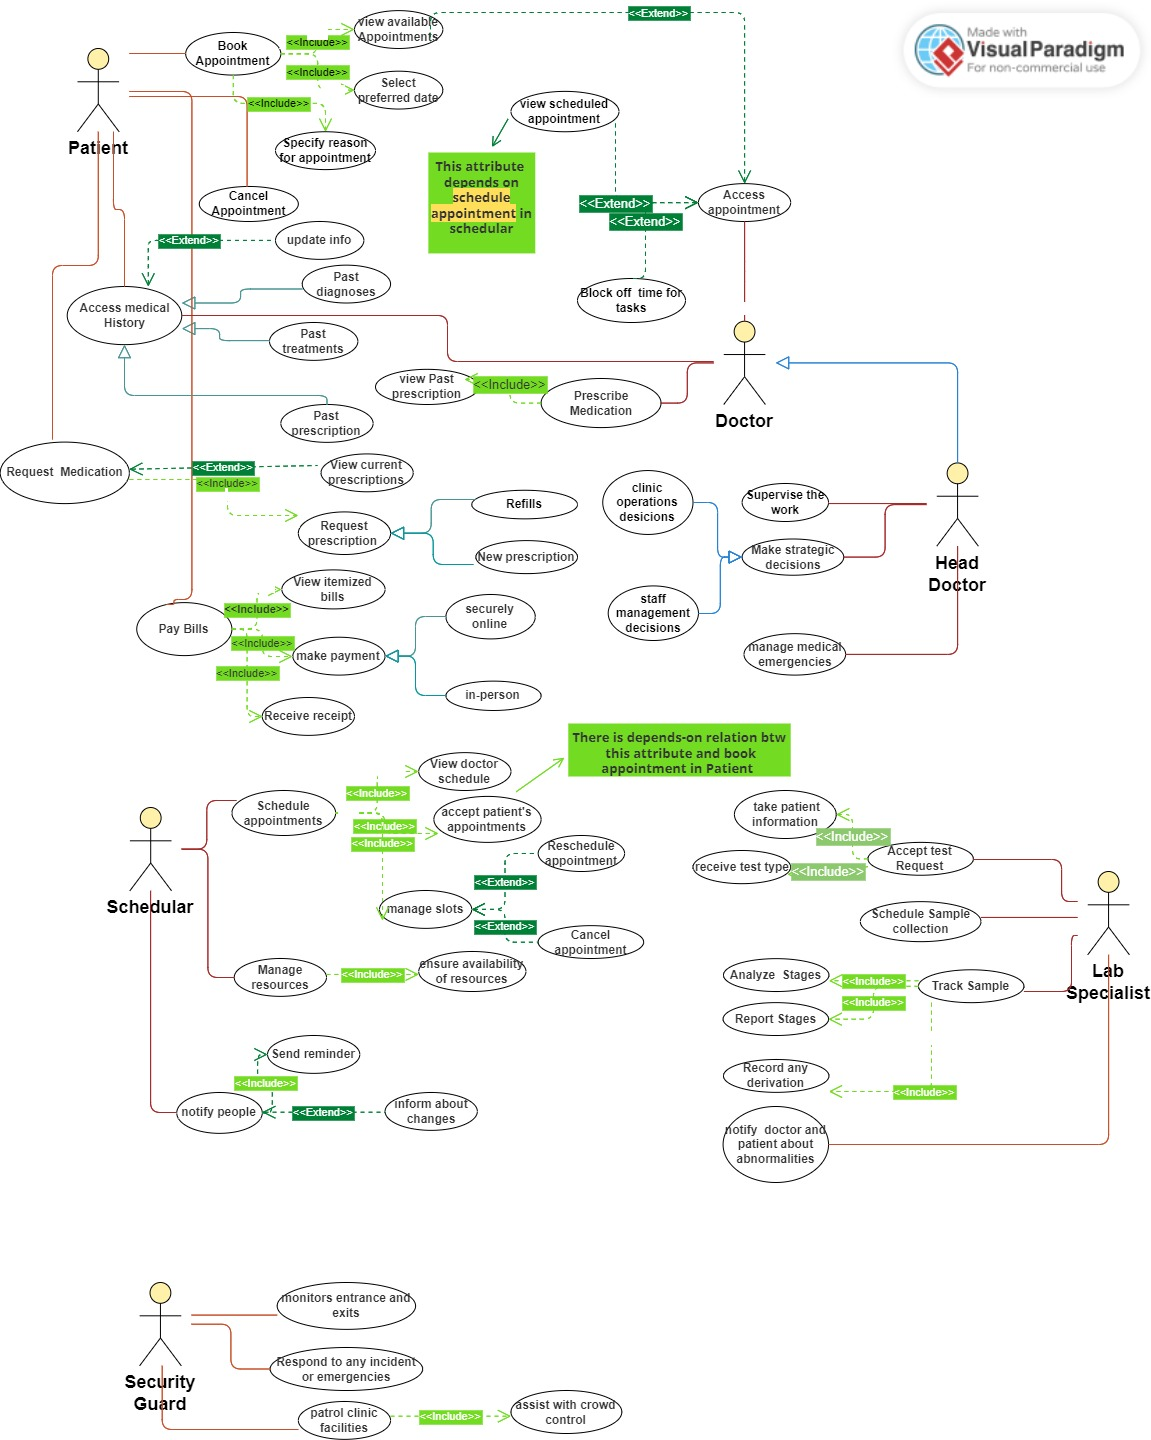 Made with
VisualParadigm
For non-commercial use
view available
Appointments
<<Extend>>
Book
Appointment
<<Include>>
<<Include>>
Select
preferred date
<<Include>>
Specify reason
for appointment
Patient
Cancel
Appointment
view scheduled
appointment
This attribute
depends on
schedule
appointment in
schedular
<<Extend>>
<<Extend>>
Access
appointment
Block off time for
tasks
<<Extend>>
update info
Past
diagnoses
Access medical
History
Past
treatments
Past
prescription
view Past
prescription
<<Include>>
Prescribe
Medication
Doctor
Request Medication
<<Extend>>
<<Include>>
View current
prescriptions
Request
prescription
Refills
New prescription
clinic
operations
desicions
Supervise the
work
Make strategic
decisions
staff
management
decisions
manage medical
emergencies
Head
Doctor
View itemized
bills
<<Include>>
Pay Bills
<<Include>>
<<Include>>
make payment
securely
online
in-person
Receive receipt
There is depends-on relation btw
this attribute and book
appointment in Patient
View doctor
schedule
<<Include>>
Schedule
appointments
<<Include>>
<<Include>>
accept patient's
appointments
Reschedule
appointment
<<Extend>>
manage slots
<<Extend>>
Cancel
appointment
Schedular
Manage
resources
<<Include>>
ensure availability
of resources
Send reminder
<<Include>>
notify people
<<Extend>>
inform about
changes
take patient
information
<<Include>>
Accept test
Request
receive test type
<<Include>>
Schedule Sample
collection
Analyze Stages
<<Include>>
<<Include>>
Track Sample
Report Stages
Lab
Specialist
Record any
derivation
<<Include>>
notify doctor and
patient about
abnormalities
monitors entrance and
exits
Respond to any incident
or emergencies
Security
Guard
patrol clinic
facilities
<<Include>>
assist with crowd
control